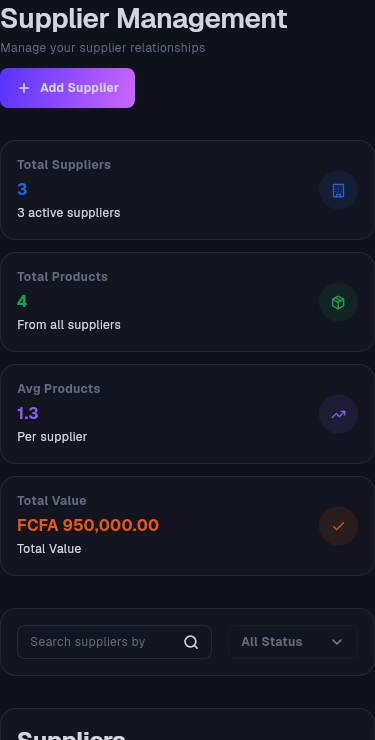 Supplier Management
Manage your supplier relationships
Add Supplier
Total Suppliers
3
3 active suppliers
Total Products
4
From all suppliers
Avg Products
1.3
Per supplier
Total Value
FCFA 950,000.00
Total Value
Search suppliers by
All Status
Suppliers